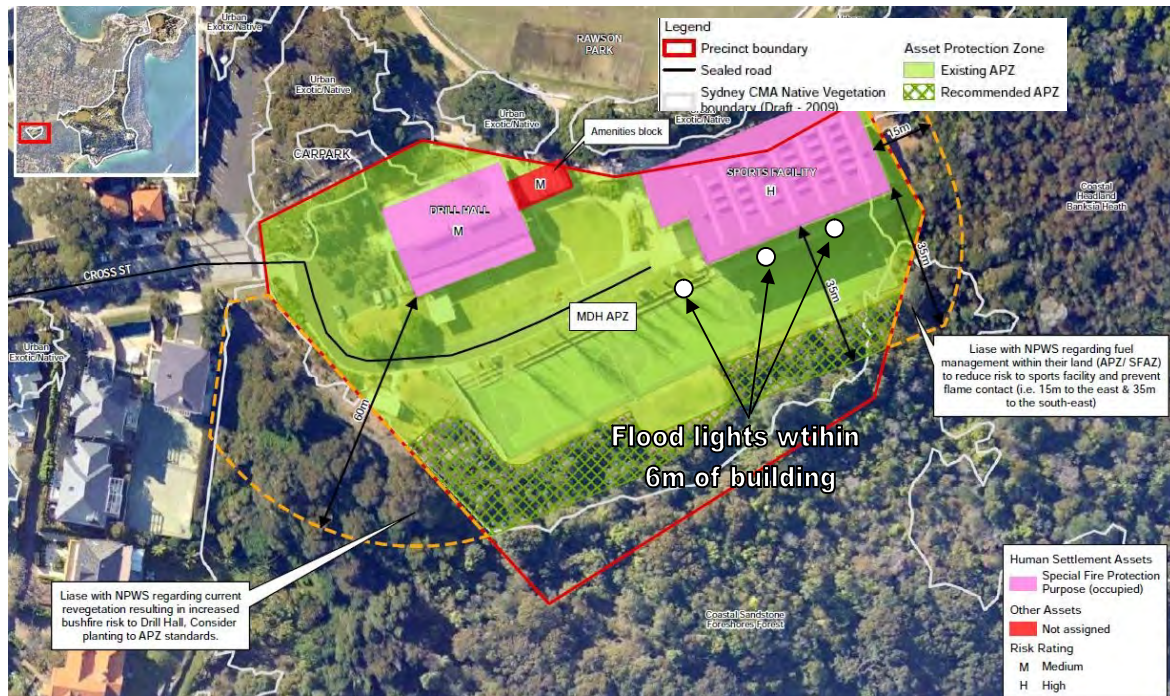 Urban
Exotic/Native
Urban
Exotic/Native
Urban
Exotic/Native
Urban
Exotic/Native
RAWSON
PARK
Legend
Precinct boundary
Sealed road
Sydney CMA Native Vegetation
boundary (Draft - 2009)
Asset Protection Zone
Existing APZ
Recommended APZ
Amenities block
CARPARK
M
DRILL HALL
M
SPORTS FACILITY
H
15m
Coastal
Headland
Banksia Heath
CROSS ST
35m
35m
MDH APZ
Urban
Exotic/Native
60m
Liase with NPWS regarding fuel
management within their land (APZ/ SFAZ)
to reduce risk to sports facility and prevent
flame contact (i.e. 15m to the east & 35m
to the south-east)
Flood lights wtihin
6m of building
Liase with NPWS regarding current
revegetation resulting in increased
bushfire risk to Drill Hall, Consider
planting to APZ standards.
Coastal Sandstone
Foreshores Forest
Human Settlement Assets
Special Fire Protection
Purpose (occupied)
Other Assets
Not assigned
Risk Rating
M Medium
H High